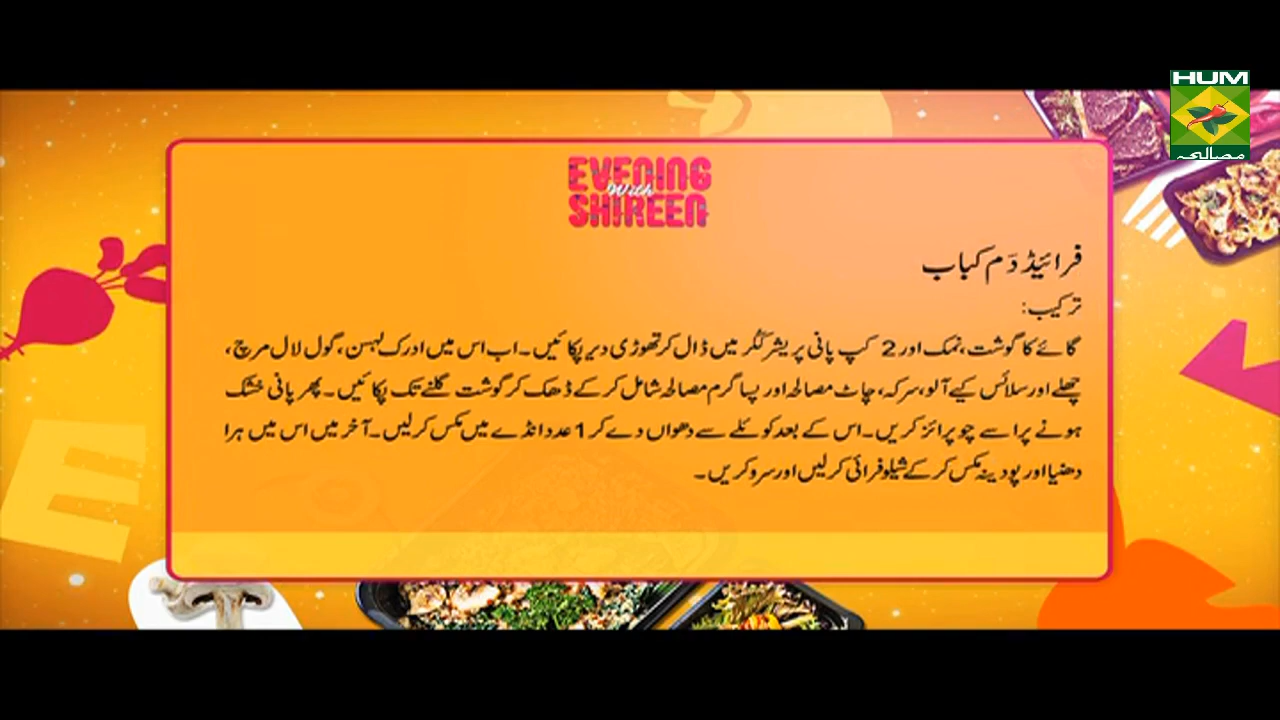 HUM
مصالحہ
EVENING
With
SHIREEN
فرائیڈ دَم کباب
ترکیب:
گائے کا گوشت، نمک اور 2 کپ پانی پریشر کُکر میں ڈال کر تھوڑی دیر پکائیں۔ اب اس میں ادرک لہسن، گول لال مرچ،
چھلے اور سلائس کیے آلو، سرکہ، چاٹ مصالحہ اور پسا گرم مصالحہ شامل کر کے ڈھک کر گوشت گلنے تک پکائیں۔ پھر پانی خشک
ہونے پر اسے چوپرائز کریں۔ اس کے بعد کوئلے سے دھواں دے کر 1 عدد انڈے میں مکس کر لیں۔ آخر میں اس میں ہرا
دھنیا اور پودینہ مکس کر کے شیلو فرائی کر لیں اور سرو کریں۔
E